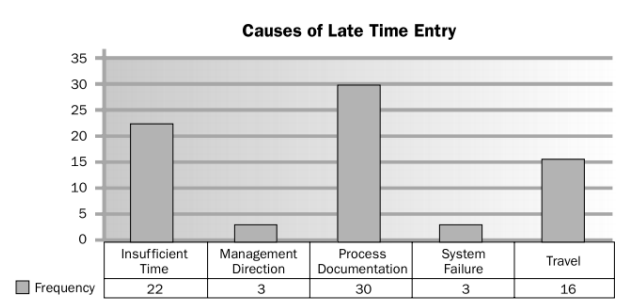 Causes of Late Time Entry
35
30
25
20
15
10
5
0
Insufficient Time
Management Direction
Process Documentation
System Failure
Travel
Frequency 22 3 30 3 16